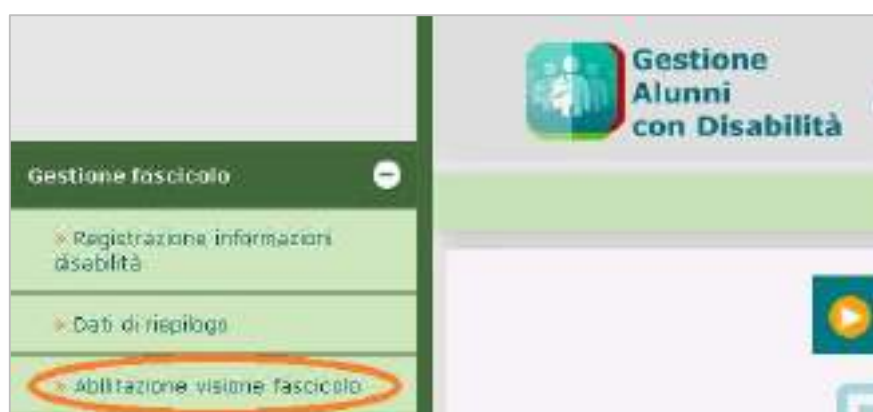 Gestione
Alunni
con Disabilità
Gestione fascicolo
» Registrazione informazioni
disabilità
» Dati di riepilogo
» Abilitazione visione fascicolo